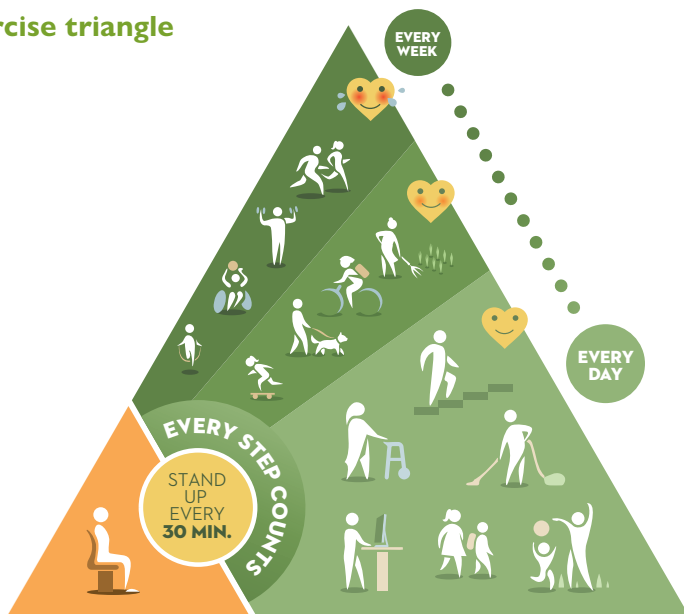 rcise triangle
EVERY
WEEK
EVERY
DAY
EVERY STEP COUNTS
STAND
UP
EVERY
30 MIN.